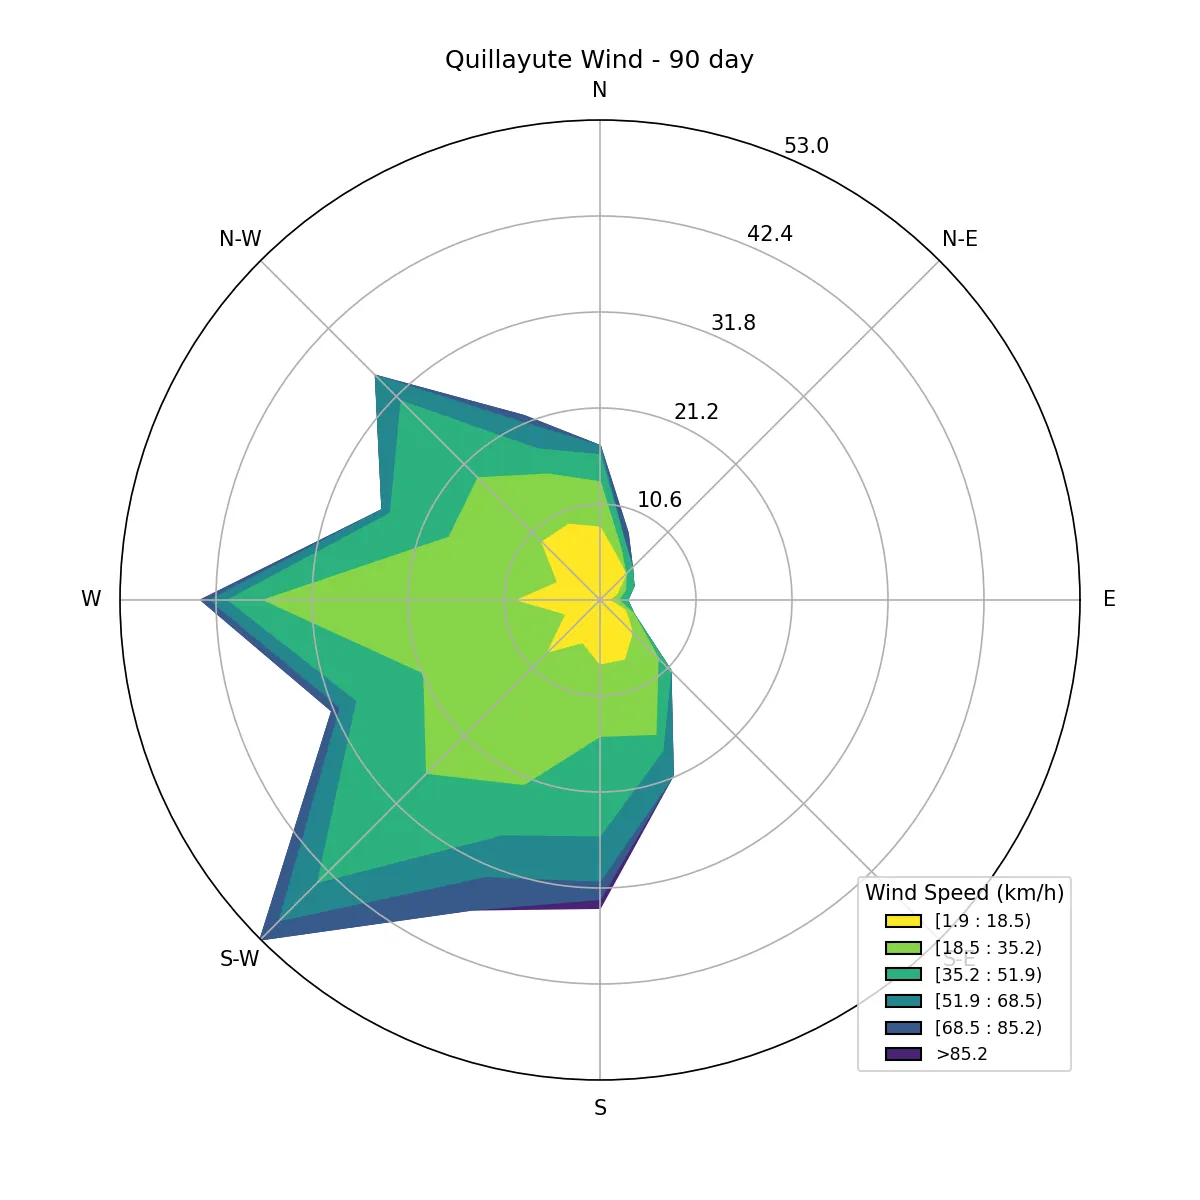 Quillayute Wind - 90 day
N
53.0
N-W
N-E
42.4
31.8
21.2
10.6
W
E
S-W
S-E
Wind Speed (km/h)
[1.9 : 18.5)
[18.5 : 35.2)
[35.2 : 51.9)
[51.9 : 68.5)
[68.5 : 85.2)
>85.2
S